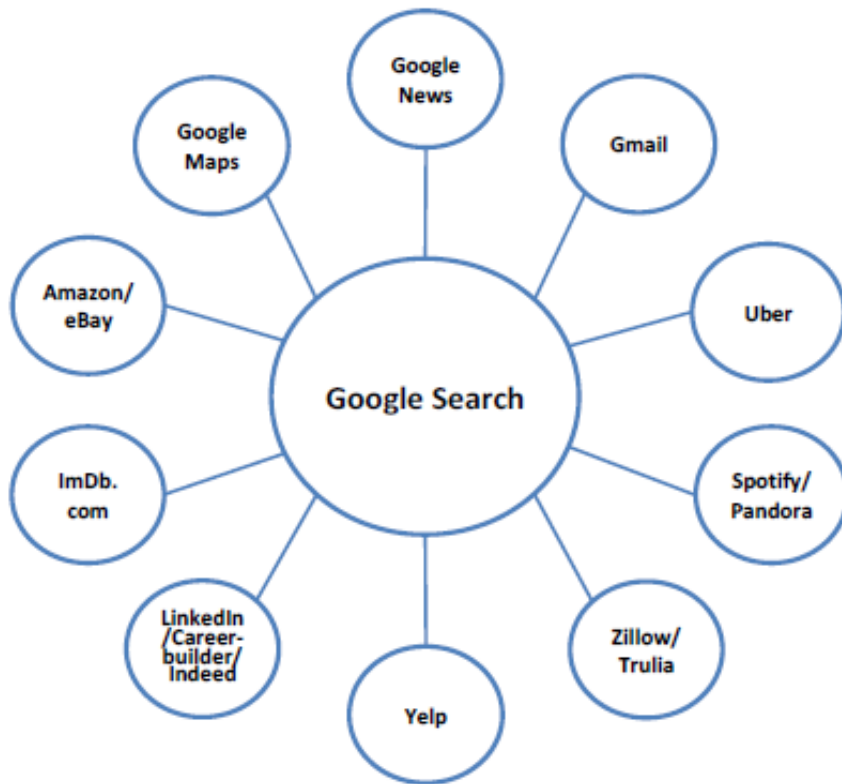 Google
News
Gmail
Google
Maps
Amazon/
eBay
Uber
Google Search
ImDb.
com
Spotify/
Pandora
LinkedIn
/Career-
builder/
Indeed
Zillow/
Trulia
Yelp